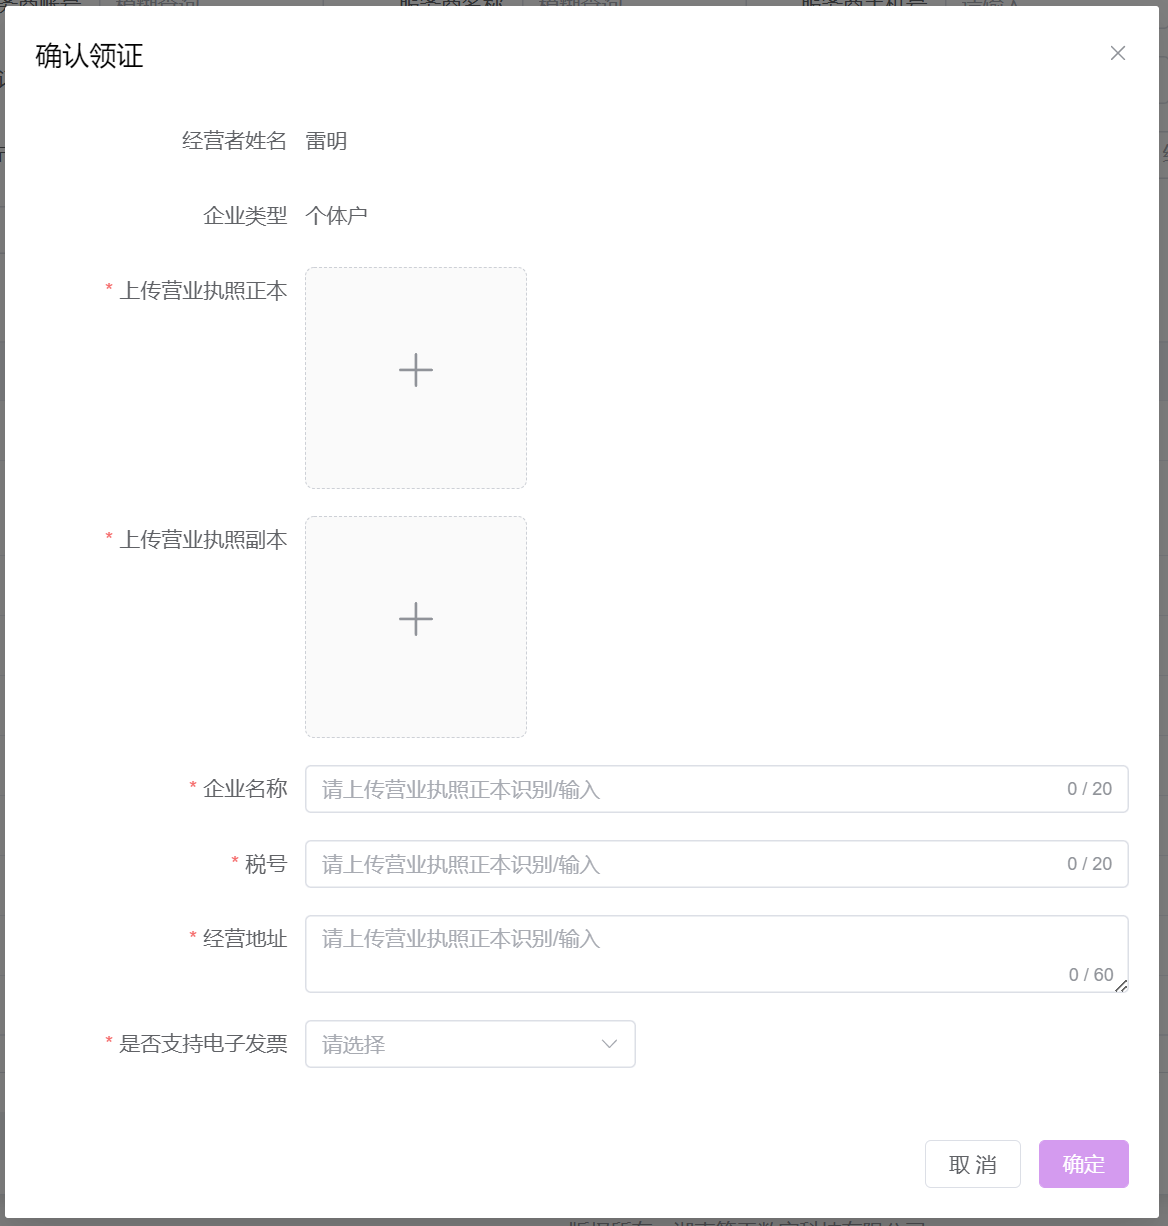 确认领证
经营者姓名 雷明
企业类型 个体户
* 上传营业执照正本
* 上传营业执照副本
* 企业名称 请上传营业执照正本识别/输入 0 / 20
* 税号 请上传营业执照正本识别/输入 0 / 20
* 经营地址 请上传营业执照正本识别/输入
0 / 60
* 是否支持电子发票 请选择
取 消 确定